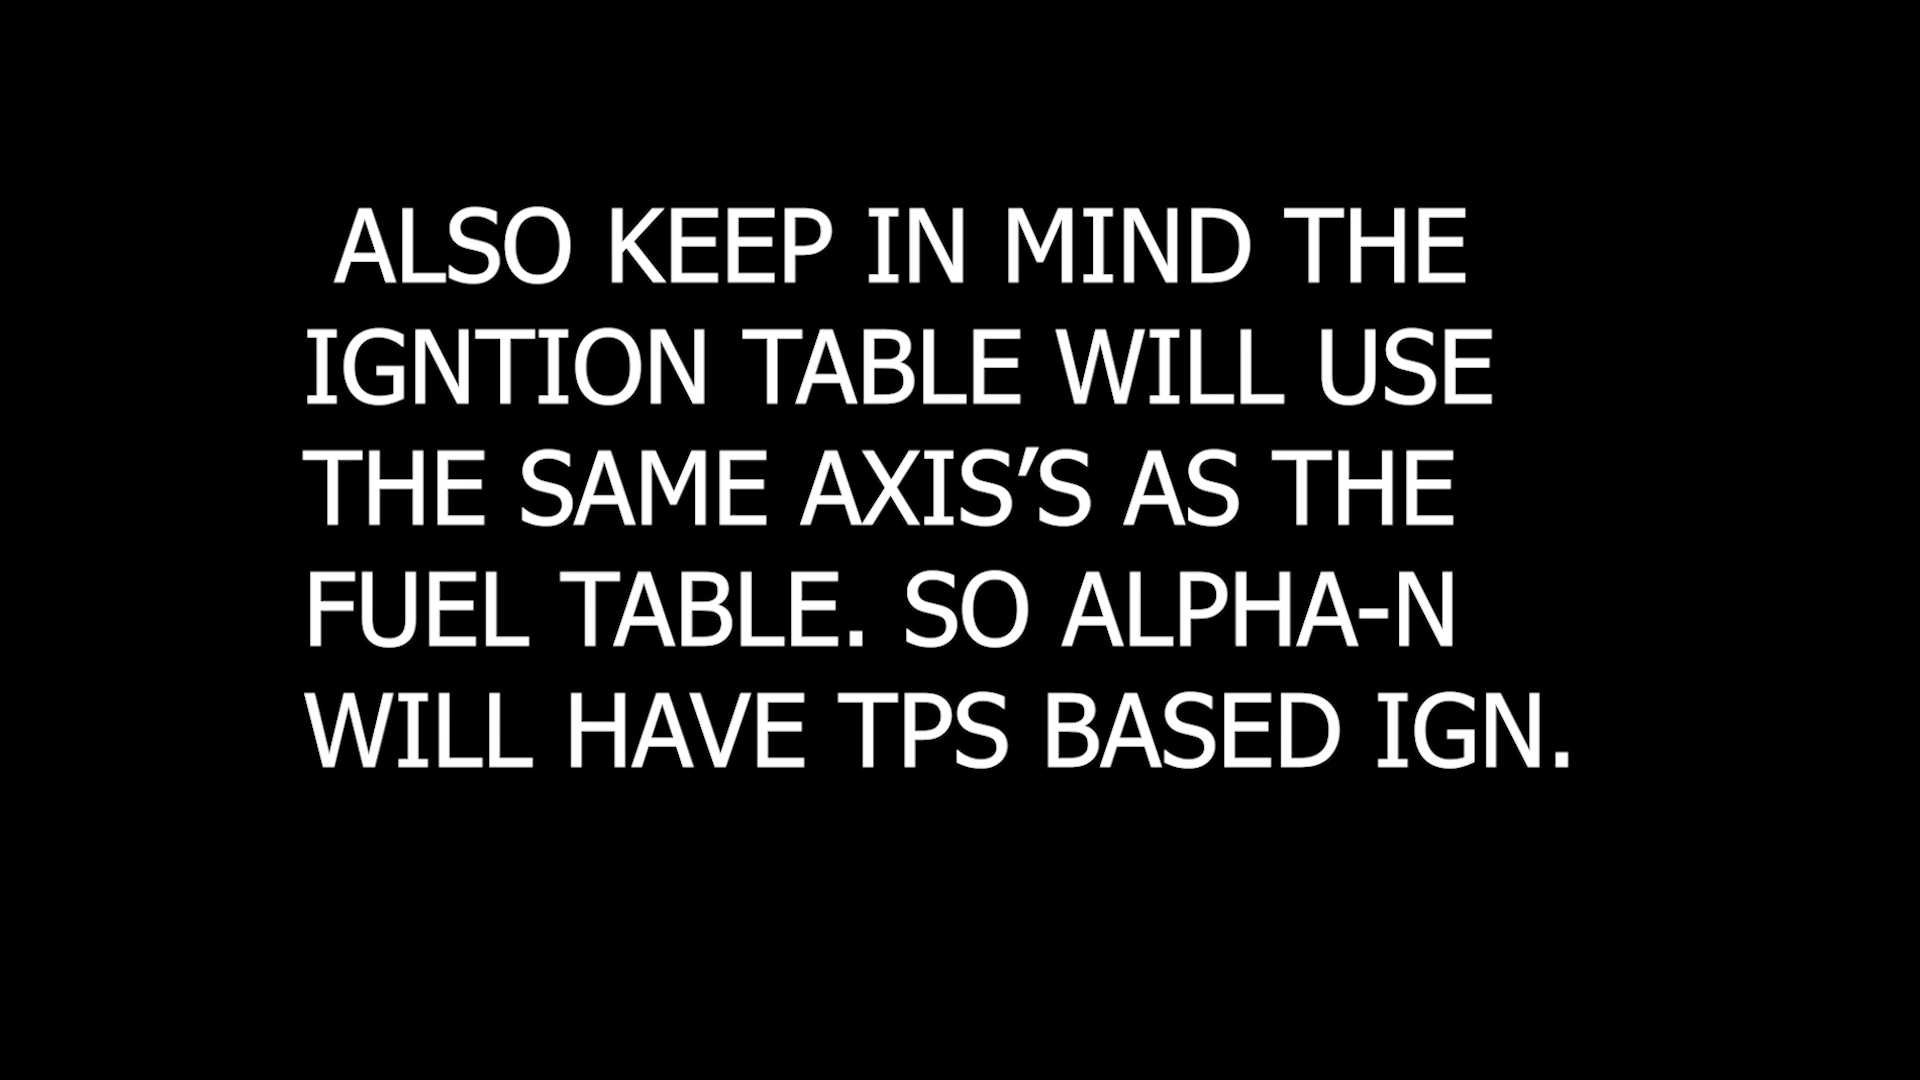 ALSO KEEP IN MIND THE
IGNTION TABLE WILL USE
THE SAME AXIS’S AS THE
FUEL TABLE. SO ALPHA-N
WILL HAVE TPS BASED IGN.